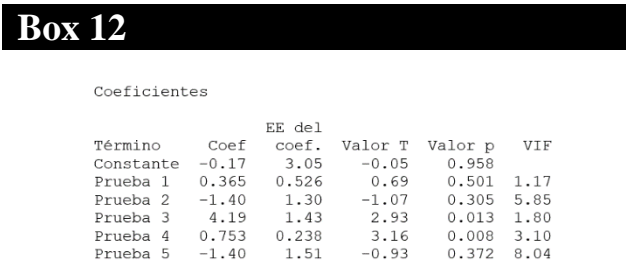 Box 12
Coeficientes
EE del
Término Coef coef. Valor T Valor p VIF
Constante -0.17 3.05 -0.05 0.958
Prueba 1 0.365 0.526 0.69 0.501 1.17
Prueba 2 -1.40 1.30 -1.07 0.305 5.85
Prueba 3 4.19 1.43 2.93 0.013 1.80
Prueba 4 0.753 0.238 3.16 0.008 3.10
Prueba 5 -1.40 1.51 -0.93 0.372 8.04